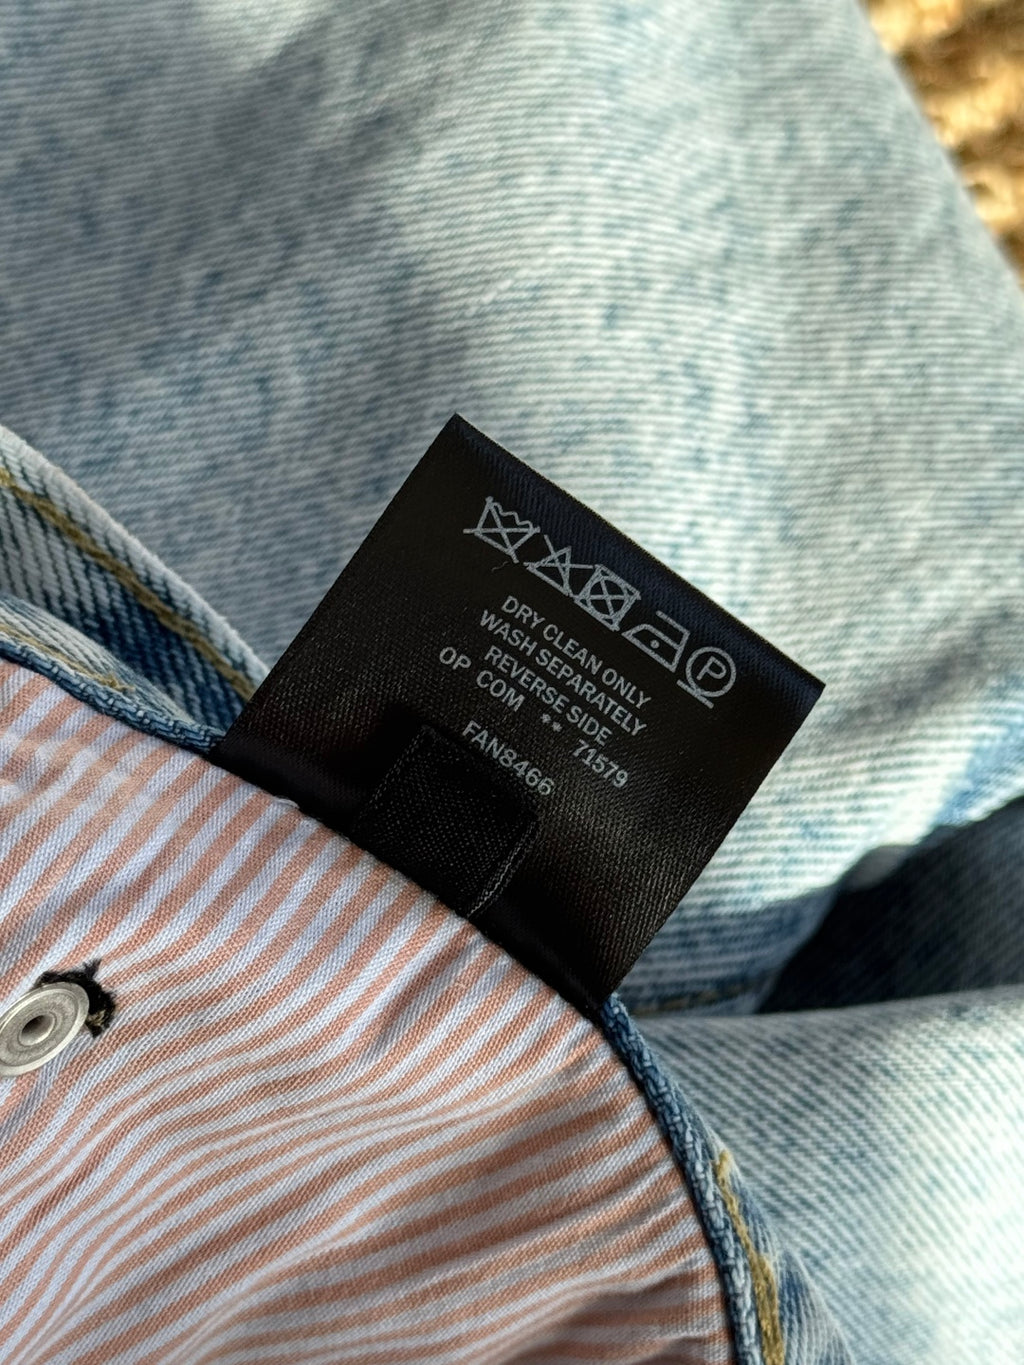 P
DRY CLEAN ONLY
WASH SEPARATELY
REVERSE SIDE
OP COM ** 71579
FAN8466